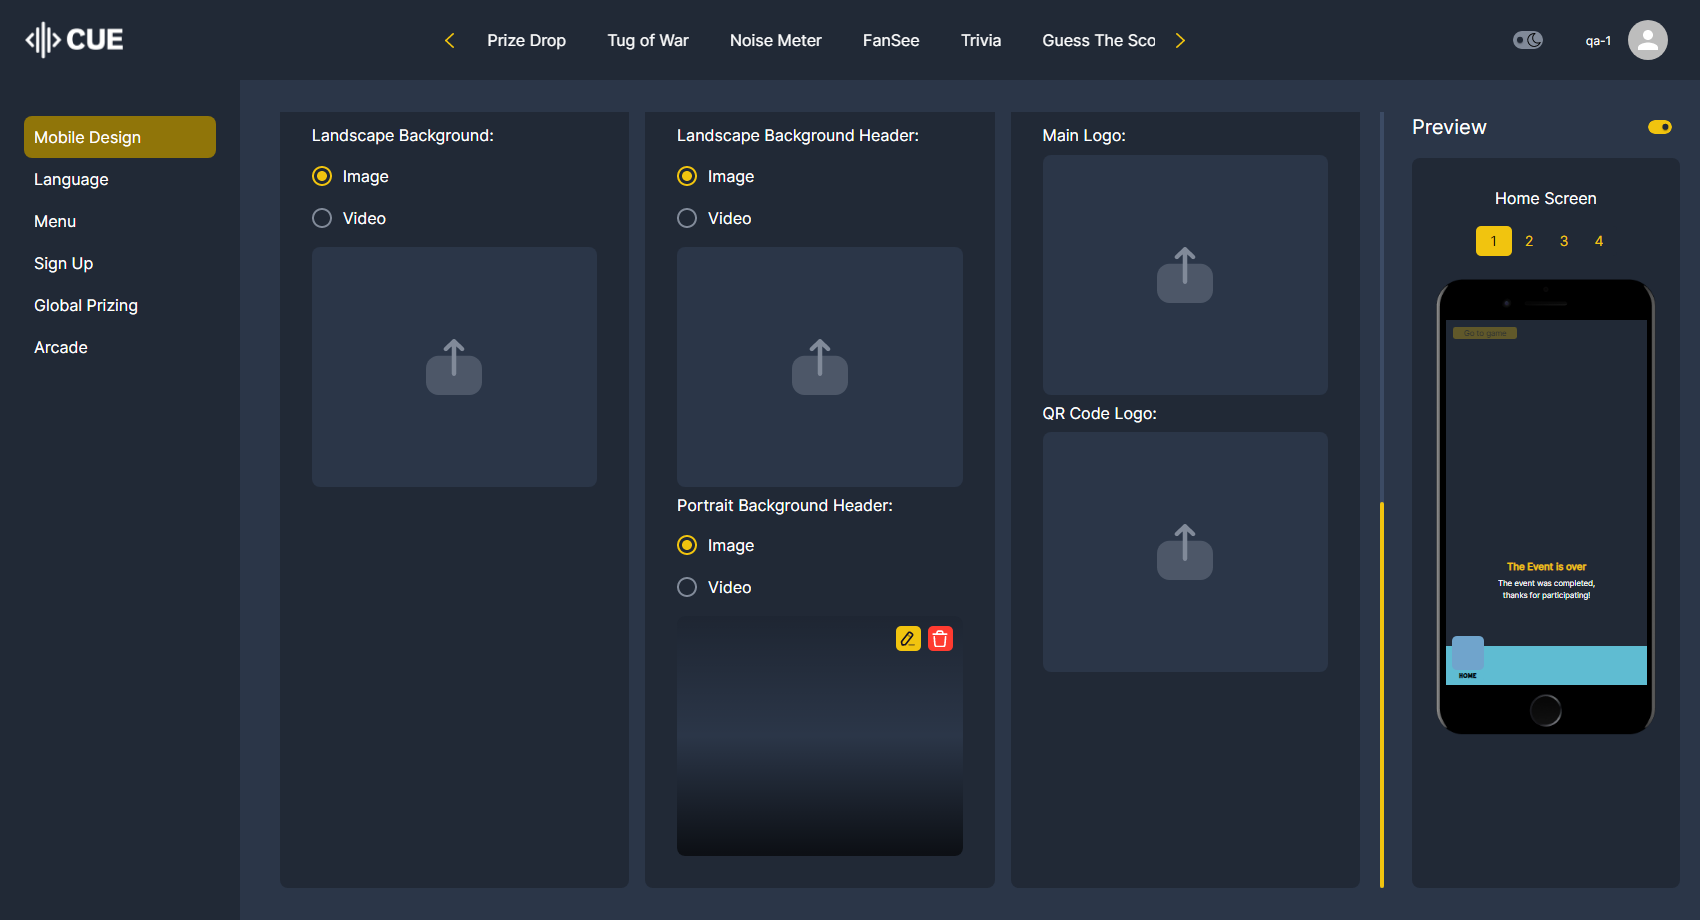 CUE
Prize Drop
Tug of War
Noise Meter
FanSee
Trivia
Guess The Sco
qa-1
Mobile Design
Language
Menu
Sign Up
Global Prizing
Arcade
Landscape Background:
Image
Video
Landscape Background Header:
Image
Video
Portrait Background Header:
Image
Video
Main Logo:
QR Code Logo:
Preview
Home Screen
1 2 3 4
Go to game
The Event is over
The event was completed,
thanks for participating!
HOME